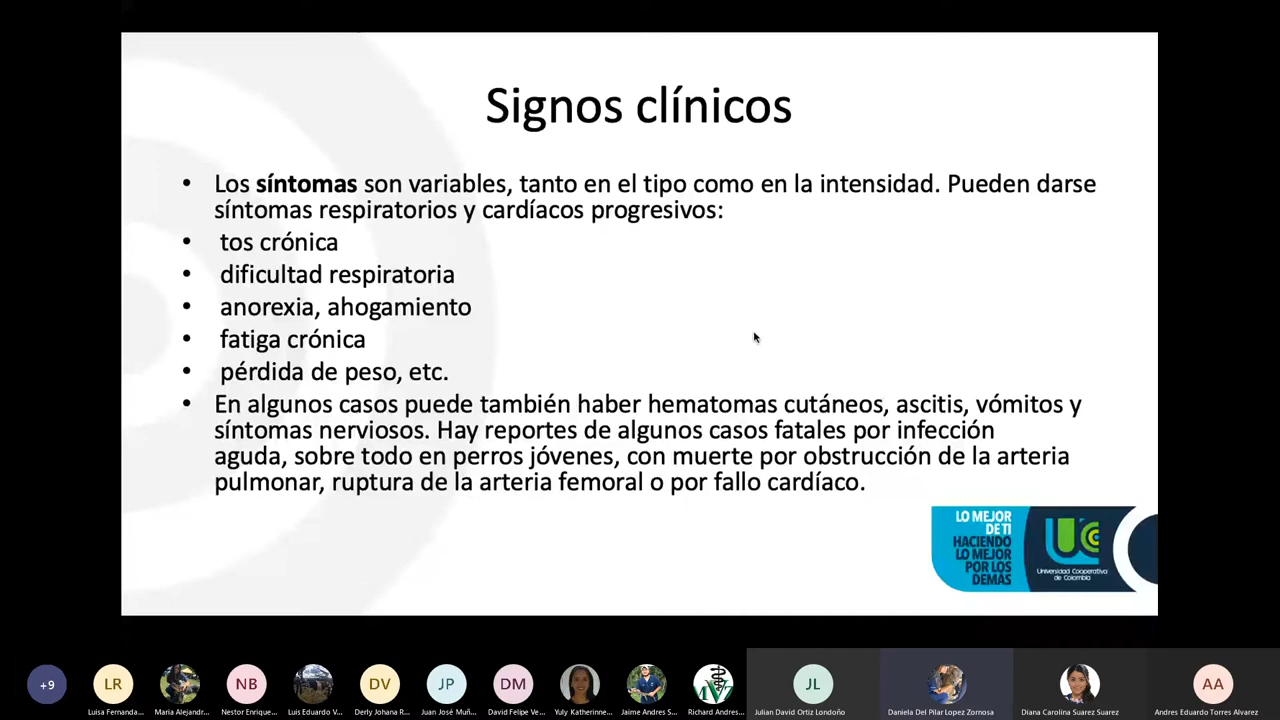 Signos clínicos
• Los síntomas son variables, tanto en el tipo como en la intensidad. Pueden darse
síntomas respiratorios y cardíacos progresivos:
• tos crónica
• dificultad respiratoria
• anorexia, ahogamiento
• fatiga crónica
• pérdida de peso, etc.
• En algunos casos puede también haber hematomas cutáneos, ascitis, vómitos y
síntomas nerviosos. Hay reportes de algunos casos fatales por infección
aguda, sobre todo en perros jóvenes, con muerte por obstrucción de la arteria
pulmonar, ruptura de la arteria femoral o por fallo cardíaco.
LO MEJOR
DE TI
HACIENDO
LO MEJOR
POR LOS
DEMÁS
UCC
Universidad Cooperativa
de Colombia
+9
LR
NB
DV
JP
DM
MVZ
JL
AA
Luisa Fernanda...
Maria Alejandr...
Nestor Enrique...
Luis Eduardo V...
Derly Johana R...
Juan José Muñ...
David Felipe Ve...
Yuly Katherinne...
Jaime Andres S...
Richard Andres...
Julian David Ortiz Londoño
Daniela Del Pilar Lopez Zornosa
Diana Carolina Suarez Suarez
Andres Eduardo Torres Alvarez